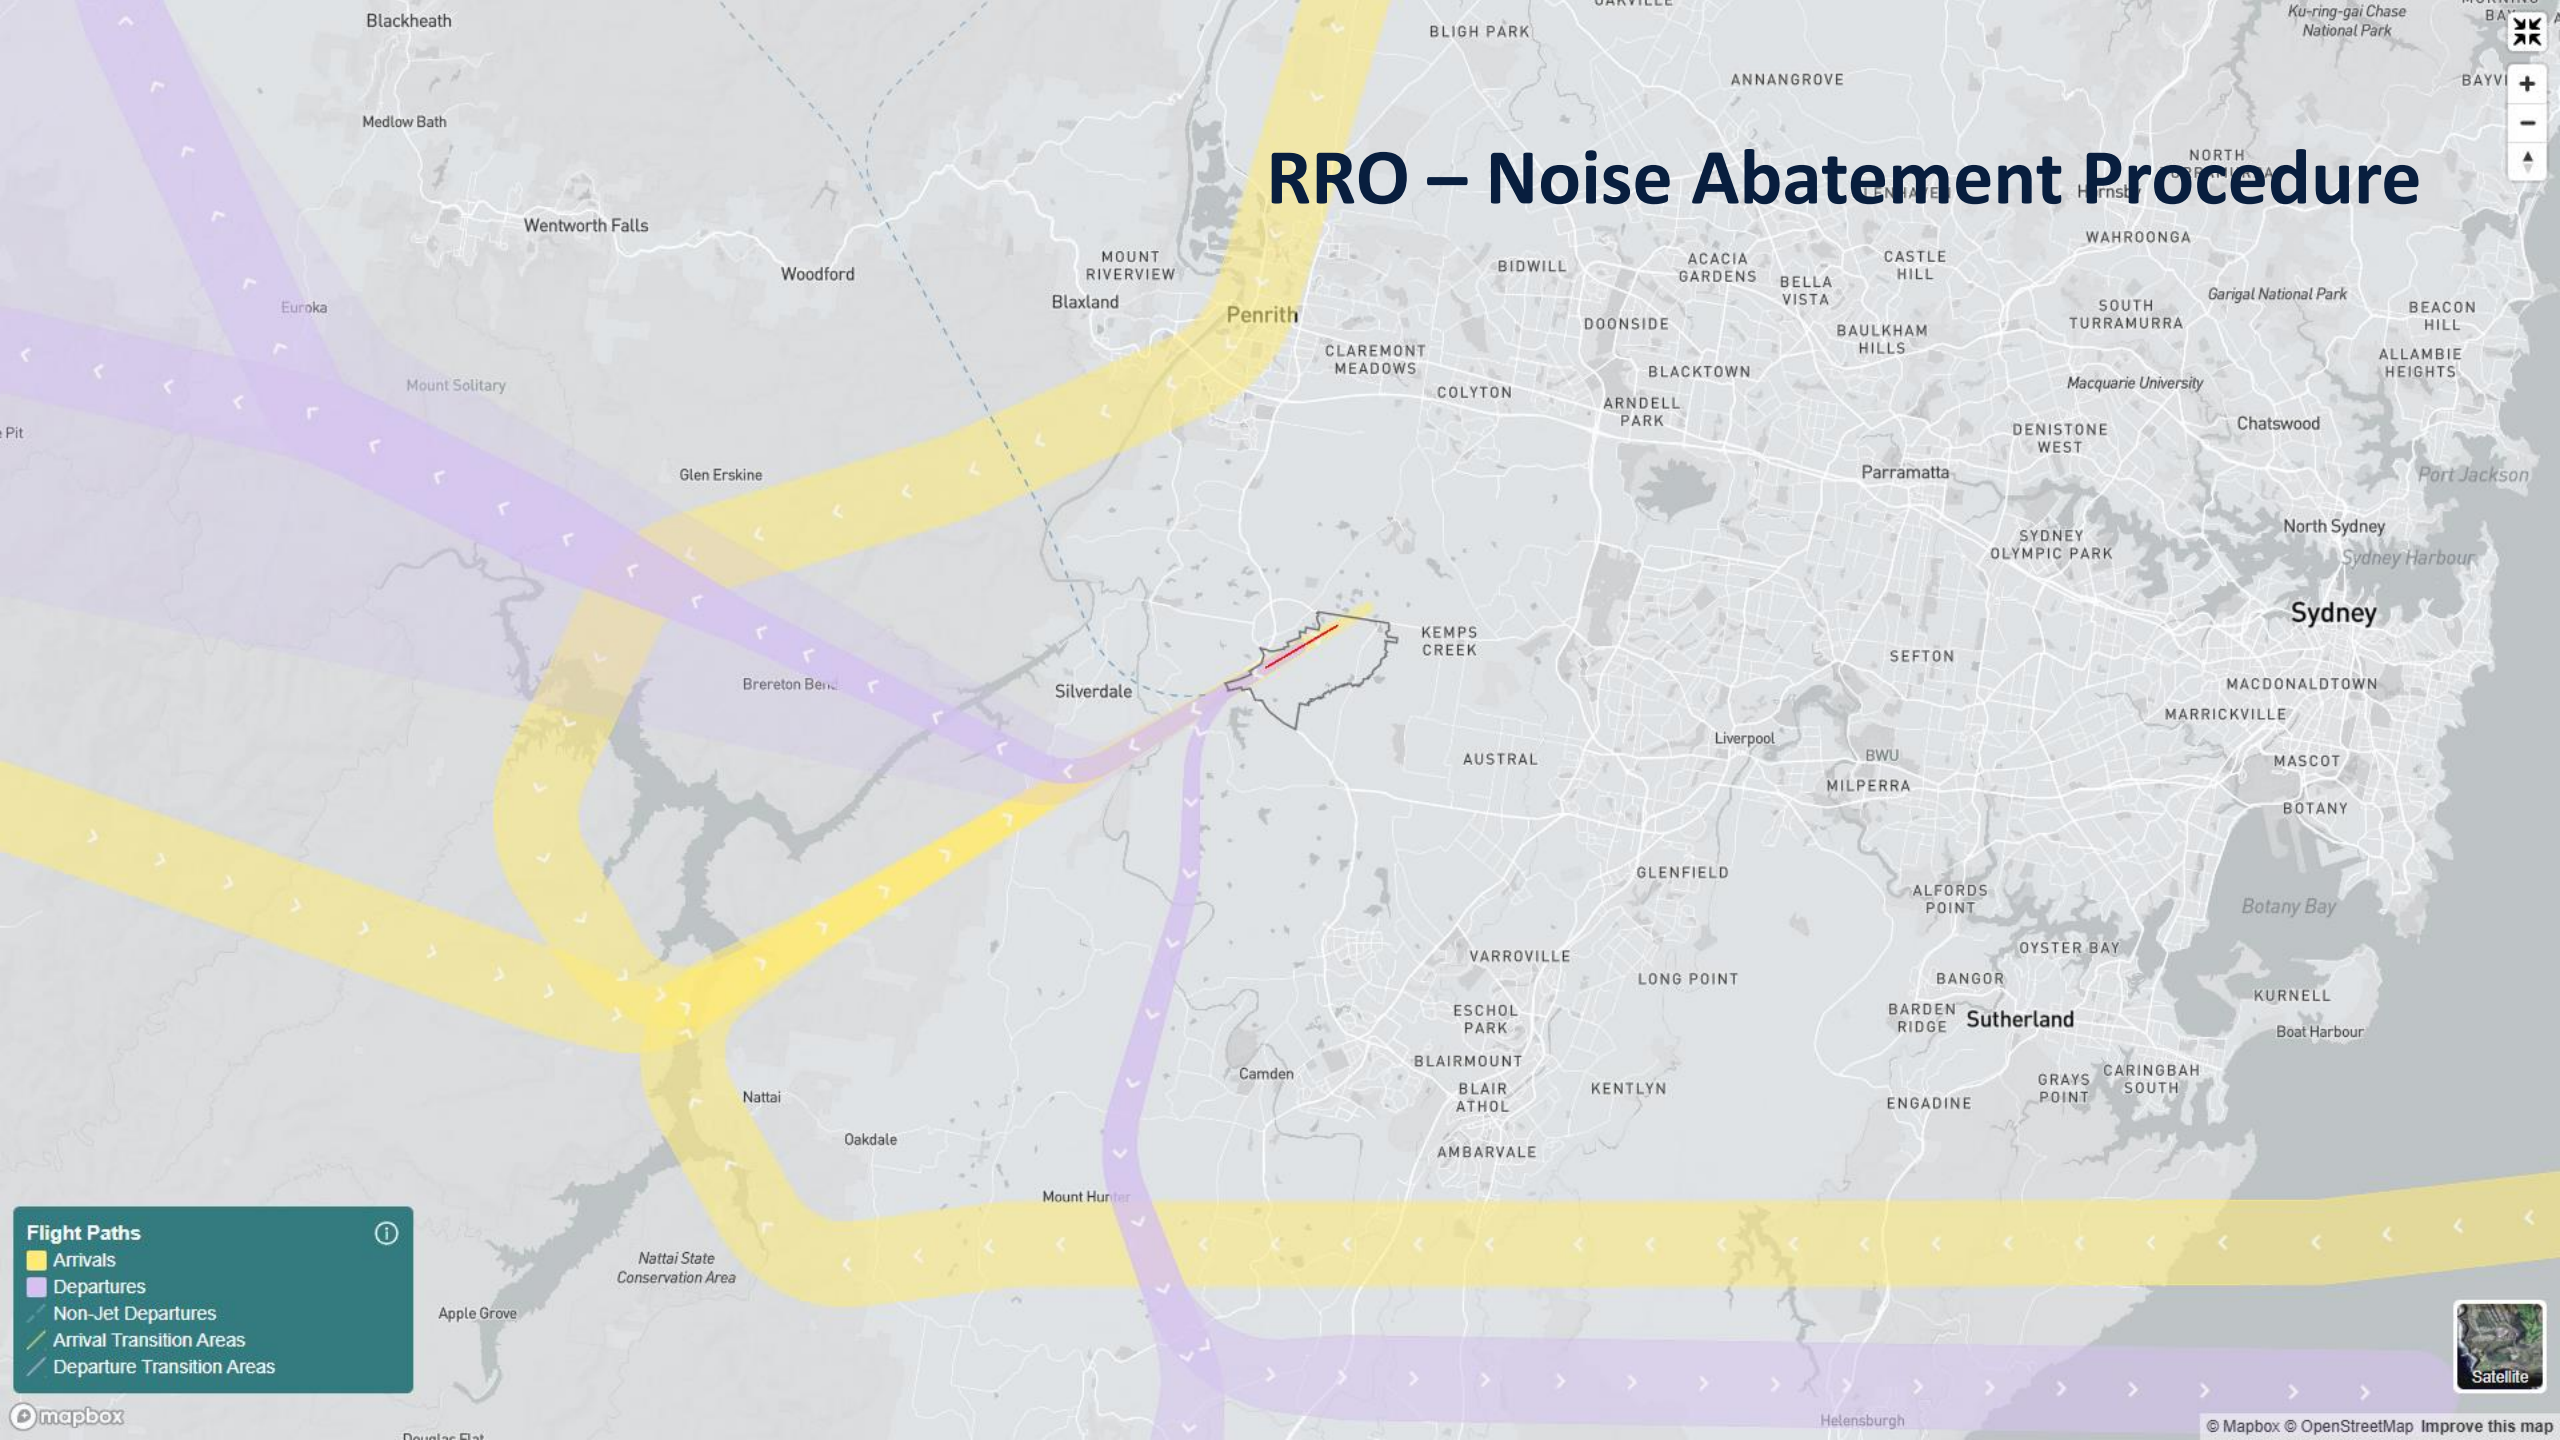 RRO – Noise Abatement Procedure
Blackheath
BLIGH PARK
Ku-ring-gai Chase
National Park
ANNANGROVE
Medlow Bath
NORTH
Hornsby
Wentworth Falls
WAHROONGA
MOUNT
RIVERVIEW
BIDWILL
ACACIA
GARDENS
CASTLE
HILL
Woodford
BELLA
VISTA
Blaxland
Garigal National Park
Euroka
Penrith
SOUTH
TURRAMURRA
BEACON
HILL
DOONSIDE
BAULKHAM
HILLS
CLAREMONT
MEADOWS
ALLAMBIE
HEIGHTS
BLACKTOWN
Mount Solitary
Macquarie University
COLYTON
ARNDELL
PARK
Pit
DENISTONE
WEST
Chatswood
Glen Erskine
Parramatta
Port Jackson
North Sydney
SYDNEY
OLYMPIC PARK
Sydney Harbour
Sydney
KEMPS
CREEK
SEFTON
Brereton Bend
Silverdale
MACDONALDTOWN
MARRICKVILLE
Liverpool
AUSTRAL
BWU
MASCOT
MILPERRA
BOTANY
GLENFIELD
ALFORDS
POINT
Botany Bay
OYSTER BAY
VARROVILLE
LONG POINT
BANGOR
KURNELL
ESCHOL
PARK
BARDEN
RIDGE
Sutherland
Boat Harbour
BLAIRMOUNT
Camden
CARINGBAH
SOUTH
GRAYS
POINT
BLAIR
ATHOL
KENTLYN
Nattai
ENGADINE
Oakdale
AMBARVALE
Mount Hunter
Nattai State
Conservation Area
Apple Grove
Helensburgh
Flight Paths
Arrivals
Departures
Non-Jet Departures
Arrival Transition Areas
Departure Transition Areas
Satellite
mapbox
© Mapbox © OpenStreetMap Improve this map